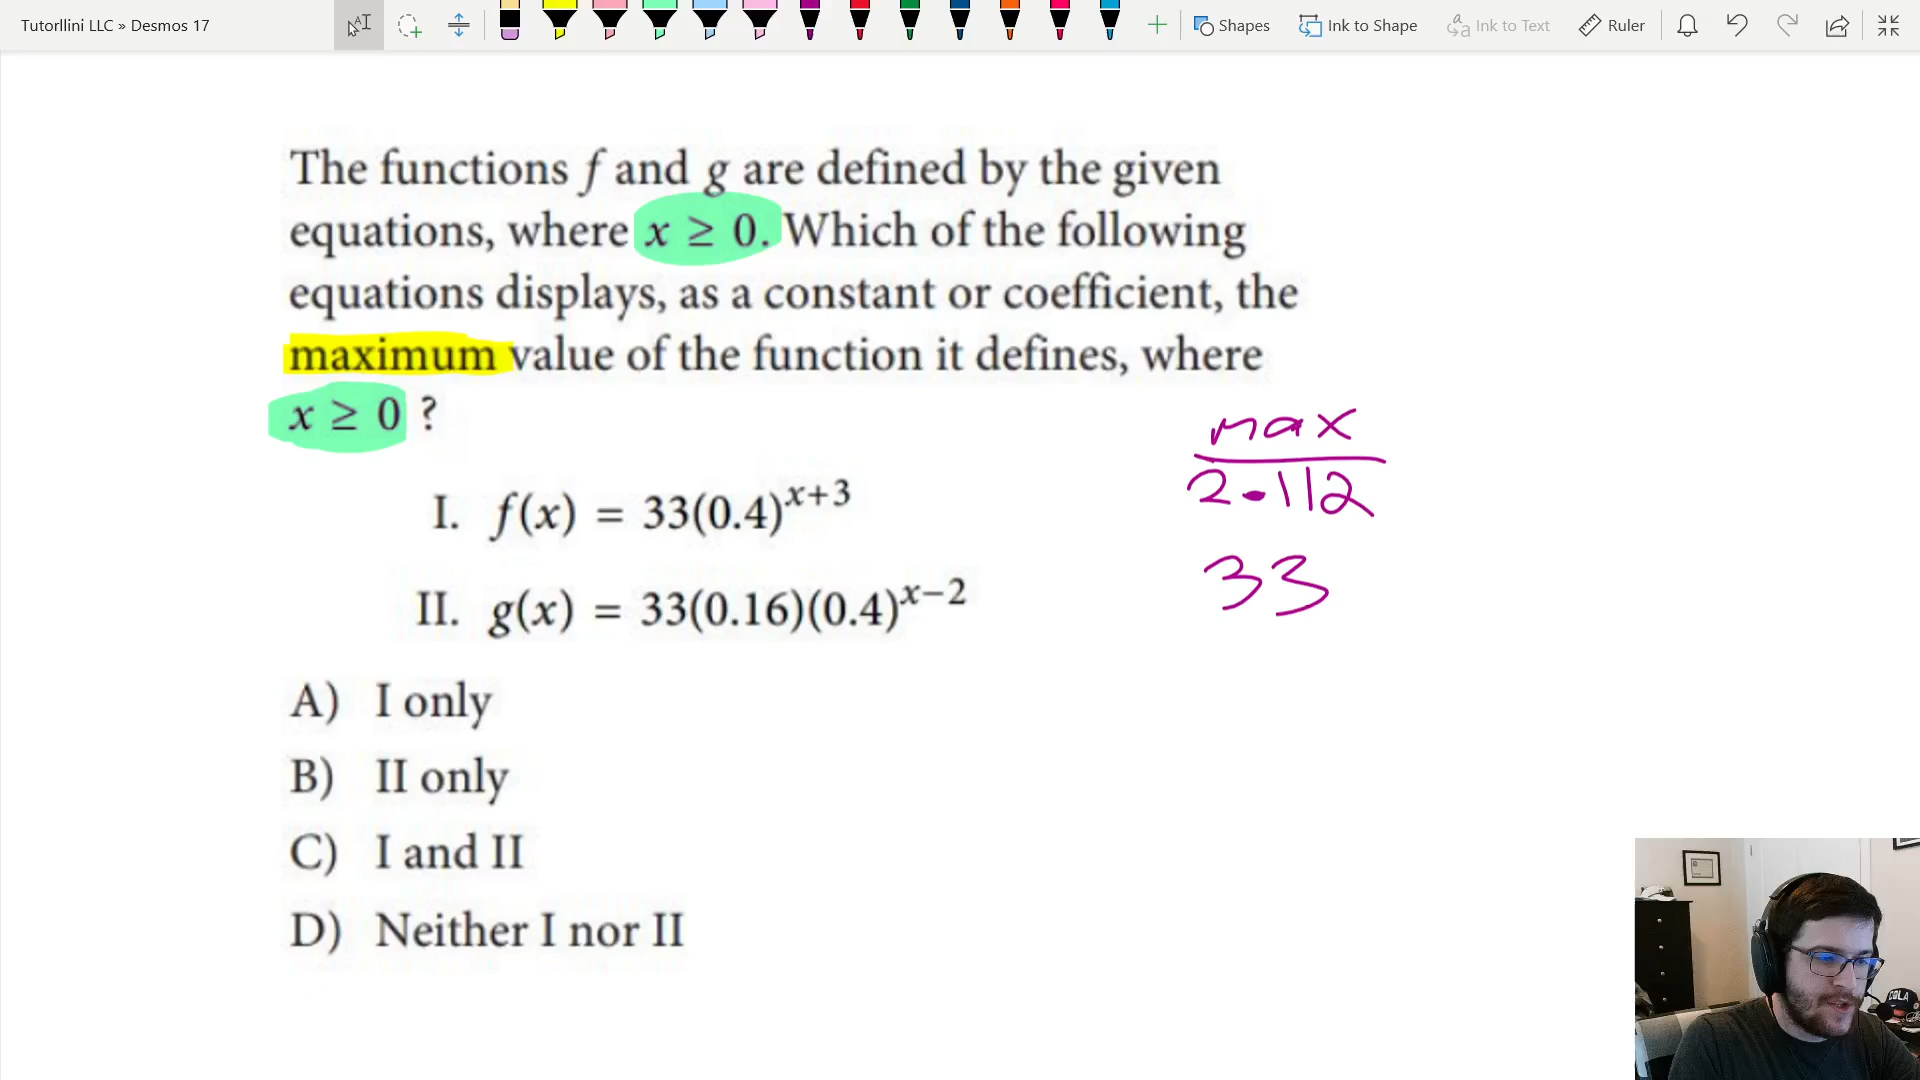 Tutorllini LLC » Desmos 17
Shapes
Ink to Shape
Ink to Text
Ruler
The functions f and g are defined by the given
equations, where x ≥ 0. Which of the following
equations displays, as a constant or coefficient, the
maximum value of the function it defines, where
x ≥ 0 ?
max
2•112
33
I. f(x) = 33(0.4)^{x+3}
II. g(x) = 33(0.16)(0.4)^{x−2}
A) I only
B) II only
C) I and II
D) Neither I nor II
COLA